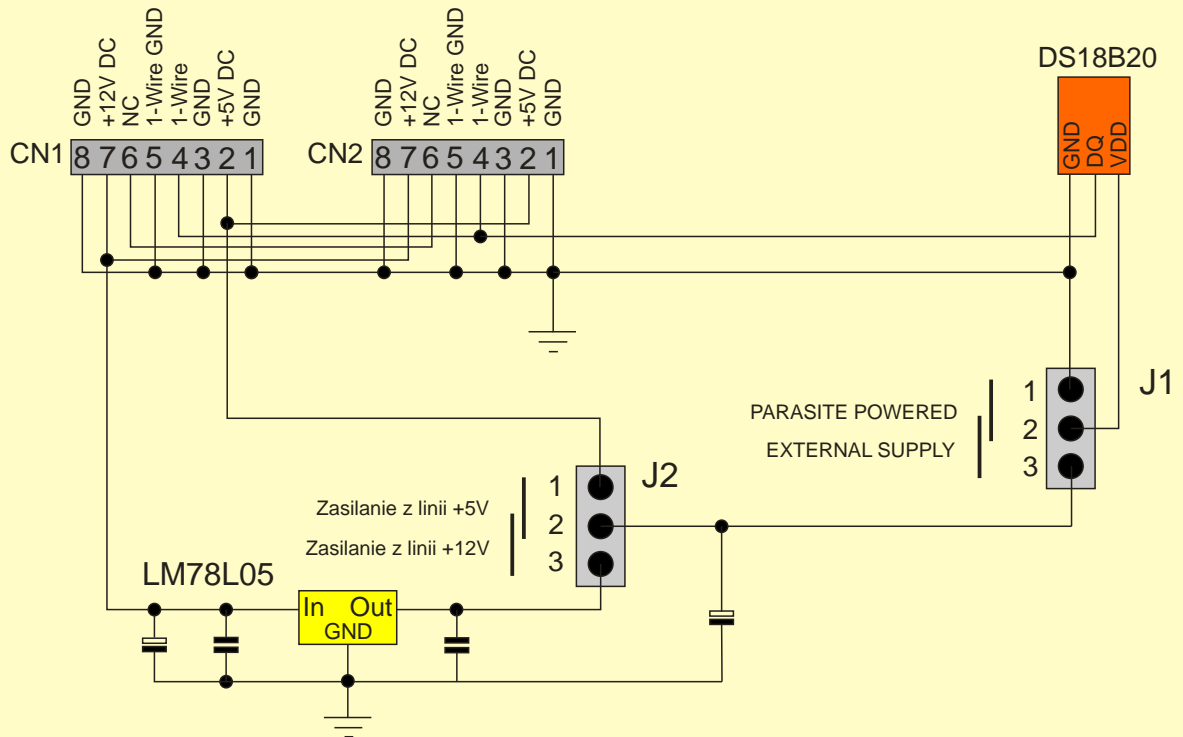 GND
+12V DC
NC
1-Wire GND
1-Wire
GND
+5V DC
GND
CN1
8 7 6 5 4 3 2 1
GND
+12V DC
NC
1-Wire GND
1-Wire
GND
+5V DC
GND
CN2
8 7 6 5 4 3 2 1
DS18B20
GND
DQ
VDD
J1
PARASITE POWERED
EXTERNAL SUPPLY
1
2
3
J2
Zasilanie z linii +5V
Zasilanie z linii +12V
1
2
3
LM78L05
In Out
GND